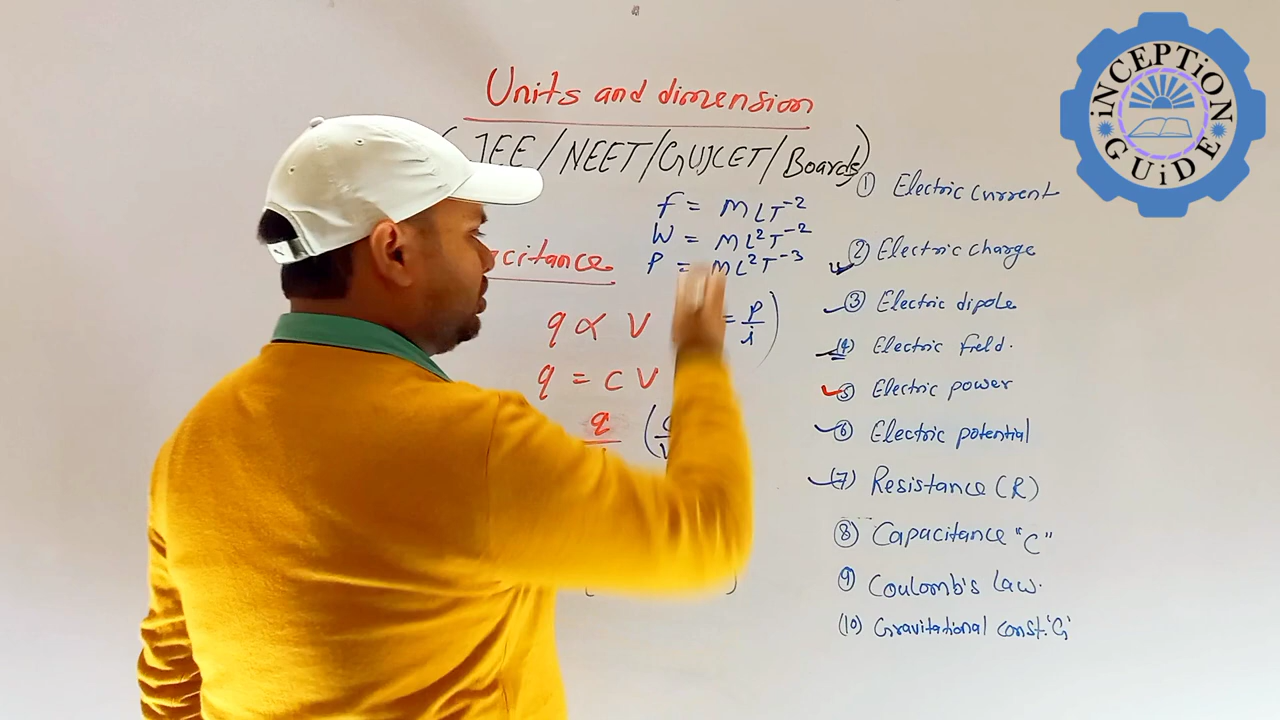 iNCEPTiON GUiDE
Units and dimension
JEE/NEET/GUJCET/Boards)
f = MLT⁻²
W = ML²T⁻²
P = ML²T⁻³
q ∝ V
= P/i)
q = CV
q
① Electric Current
② Electric charge
③ Electric dipole
(4) Electric field.
⑤ Electric power
⑥ Electric potential
(7) Resistance (R)
⑧ Capacitance "C"
⑨ Coulomb's Law.
(10) Gravitational const. 'G'